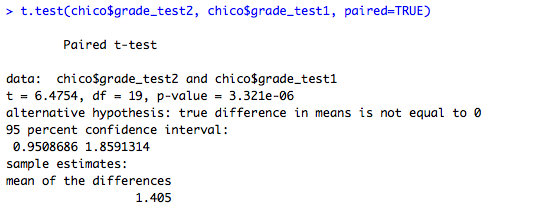 > t.test(chico$grade_test2, chico$grade_test1, paired=TRUE)
Paired t-test
data:  chico$grade_test2 and chico$grade_test1
t = 6.4754, df = 19, p-value = 3.321e-06
alternative hypothesis: true difference in means is not equal to 0
95 percent confidence interval:
0.9508686 1.8591314
sample estimates:
mean of the differences
1.405